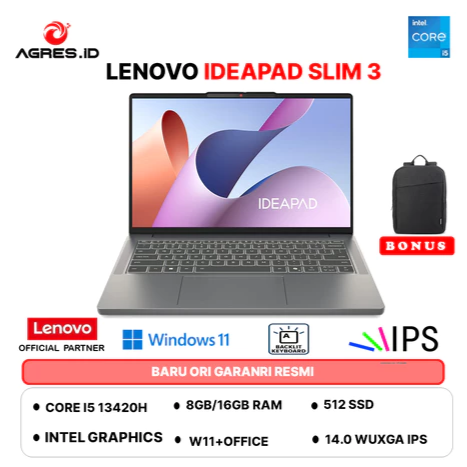 AGRES.ID
intel
CORE
i5
LENOVO IDEAPAD SLIM 3
IDEAPAD
BONUS
Lenovo
OFFICIAL PARTNER
Windows 11
A
BACKLIT
KEYBOARD
IPS
BARU ORI GARANRI RESMI
• CORE I5 13420H
• 8GB/16GB RAM
• 512 SSD
• INTEL GRAPHICS
• W11+OFFICE
• 14.0 WUXGA IPS